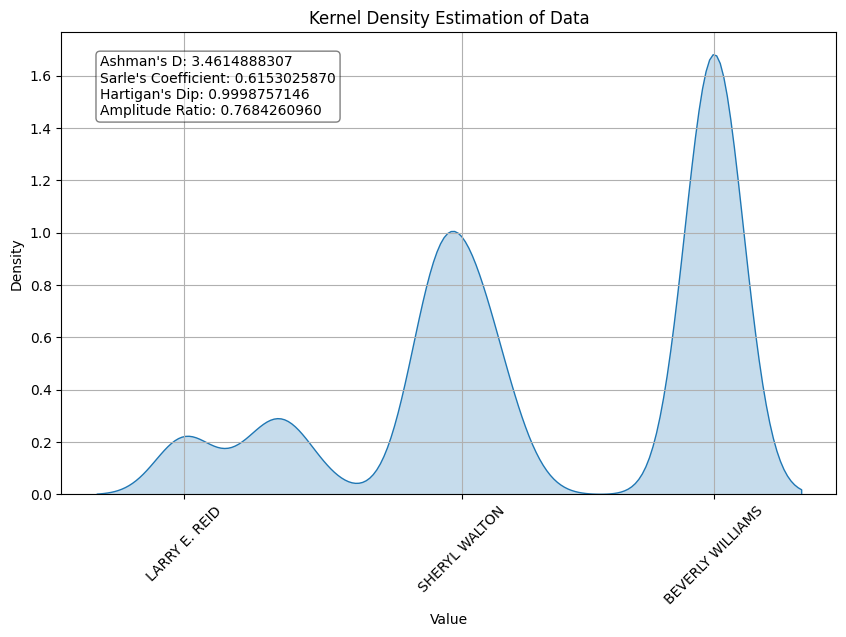 Kernel Density Estimation of Data
Ashman's D: 3.4614888307
Sarle's Coefficient: 0.6153025870
Hartigan's Dip: 0.9998757146
Amplitude Ratio: 0.7684260960
Density
1.6
1.4
1.2
1.0
0.8
0.6
0.4
0.2
0.0
LARRY E. REID
SHERYL WALTON
BEVERLY WILLIAMS
Value